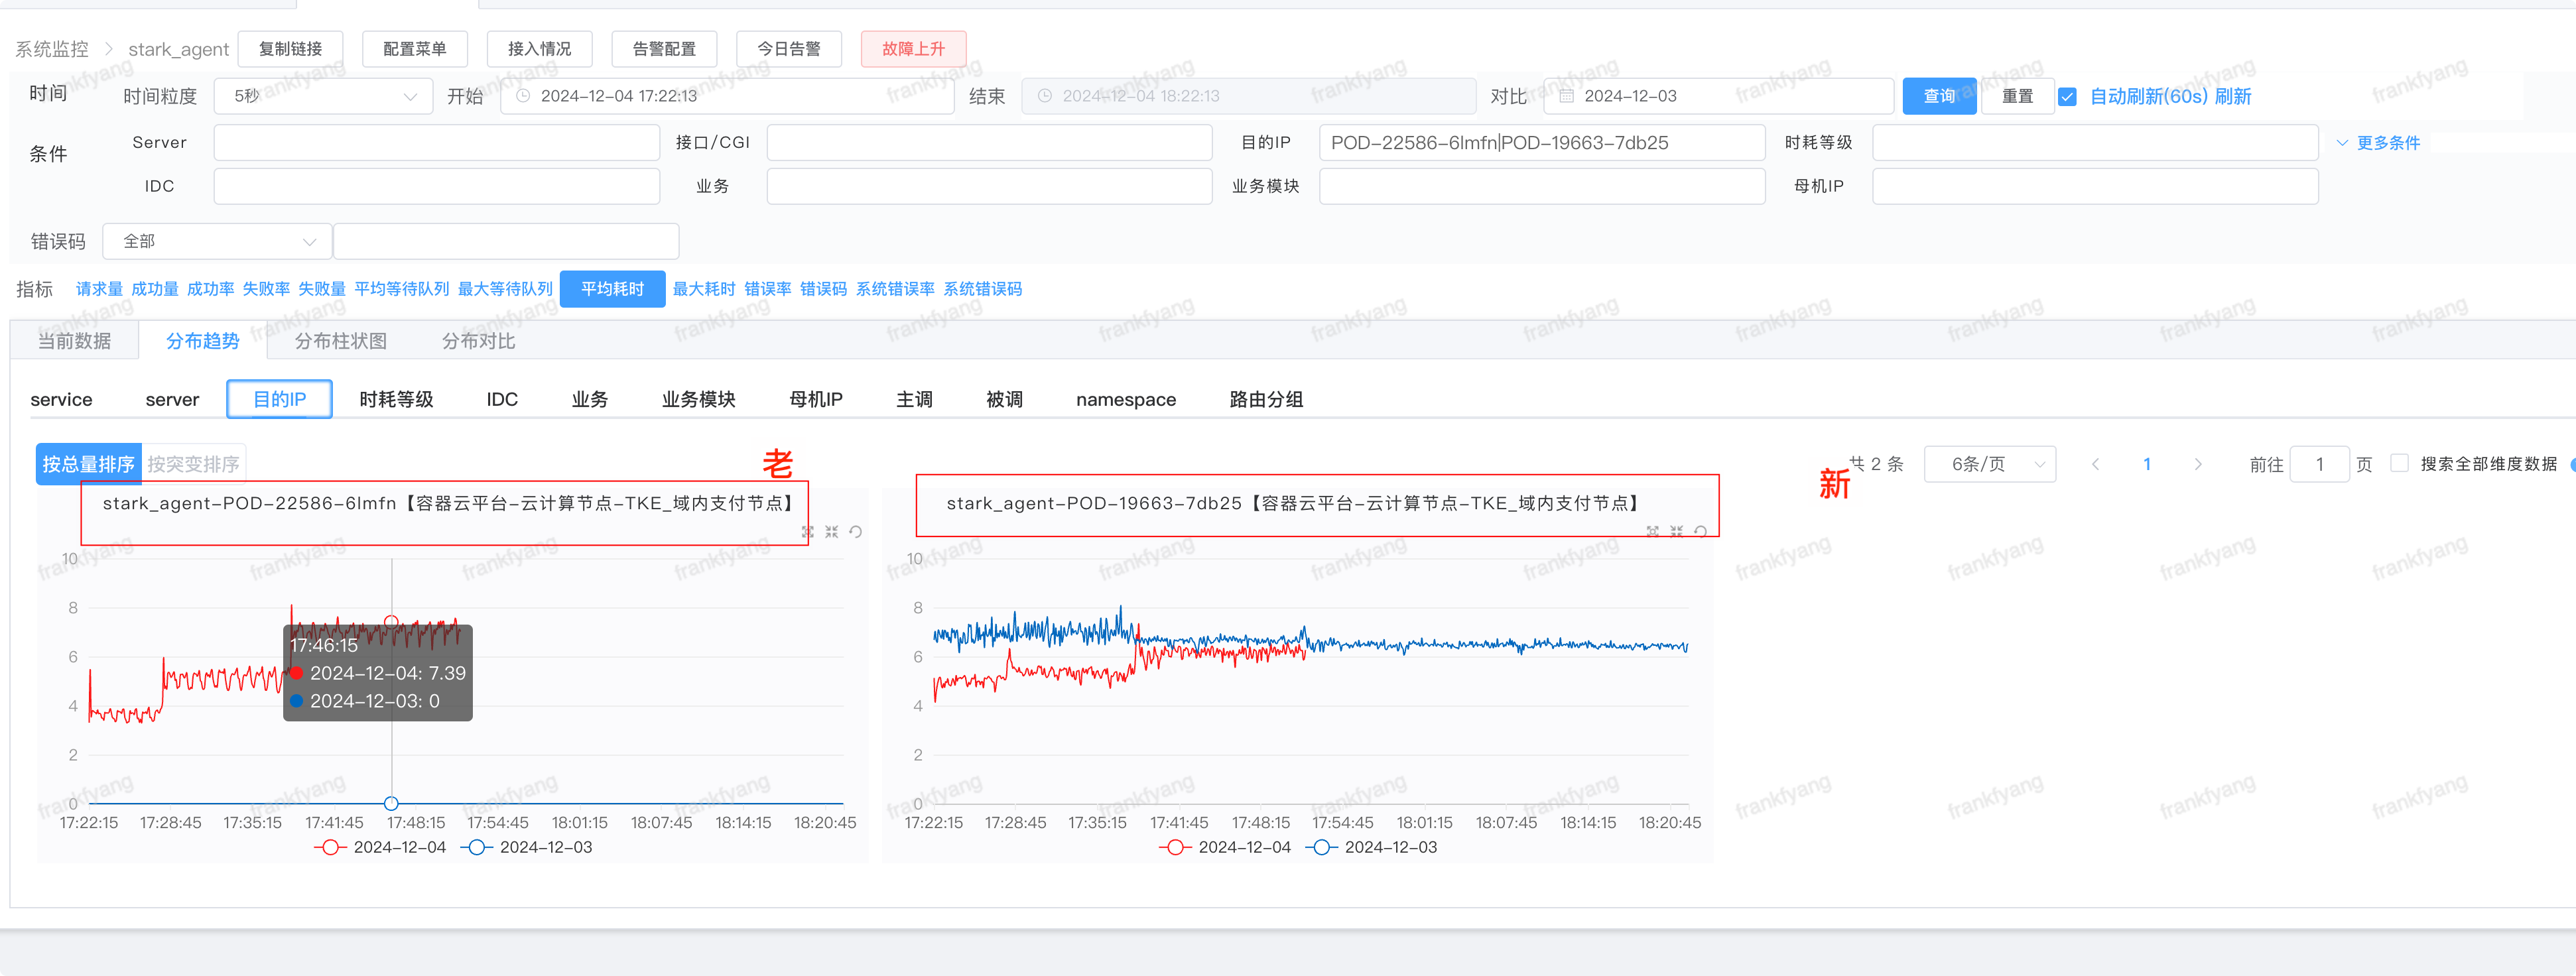 系统监控 > stark_agent 复制链接 配置菜单 接入情况 告警配置 今日告警 故障上升
时间 时间粒度 5秒 开始 2024-12-04 17:22:13 结束 2024-12-04 18:22:13 对比 2024-12-03 查询 重置 自动刷新(60s) 刷新
条件 Server 接口/CGI 目的IP POD-22586-6lmfn|POD-19663-7db25 时耗等级 更多条件
IDC 业务 业务模块 母机IP
错误码 全部
指标 请求量 成功量 成功率 失败率 失败量 平均等待队列 最大等待队列 平均耗时 最大耗时 错误率 错误码 系统错误率 系统错误码
当前数据 分布趋势 分布柱状图 分布对比
service server 目的IP 时耗等级 IDC 业务 业务模块 母机IP 主调 被调 namespace 路由分组
按总量排序 按突变排序 老 新 共 2 条 6条/页 < 1 > 前往 1 页 搜索全部维度数据
stark_agent-POD-22586-6lmfn【容器云平台-云计算节点-TKE_域内支付节点】
10
8
6
4
2
0
17:46:15
2024-12-04: 7.39
2024-12-03: 0
17:22:15 17:28:45 17:35:15 17:41:45 17:48:15 17:54:45 18:01:15 18:07:45 18:14:15 18:20:45
2024-12-04 2024-12-03
stark_agent-POD-19663-7db25【容器云平台-云计算节点-TKE_域内支付节点】
10
8
6
4
2
0
17:22:15 17:28:45 17:35:15 17:41:45 17:48:15 17:54:45 18:01:15 18:07:45 18:14:15 18:20:45
2024-12-04 2024-12-03
frankfyang